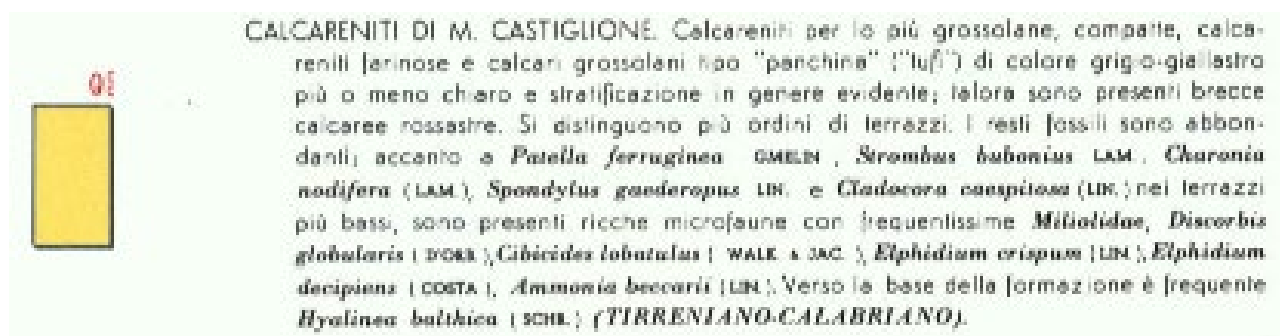 CALCARENITI DI M. CASTIGLIONE. Calcareniti per lo più grossolane, compatte, calca-
reniti farinose e calcari grossolani tipo "panchina" ("tufi") di colore grigio-giallastro
più o meno chiaro e stratificazione in genere evidente; talora sono presenti brecce
calcaree rossastre. Si distinguono più ordini di terrazzi. I resti fossili sono abbon-
danti; accanto a Patella ferruginea GMELIN, Strombus bubonius LAM., Charonia
nodifera (LAM.), Spondylus gaederopus LIN. e Cladocora caespitosa (LIN.) nei terrazzi
più bassi, sono presenti ricche microfaune con frequentissime Miliolidae, Discorbis
globularis (D'ORB.), Cibicides lobatulus (WALK. & JAC.), Elphidium crispum (LIN.), Elphidium
decipiens (COSTA), Ammonia beccarii (LIN.). Verso la base della formazione è frequente
Hyalinea balthica (SCHR.) (TIRRENIANO-CALABRIANO).